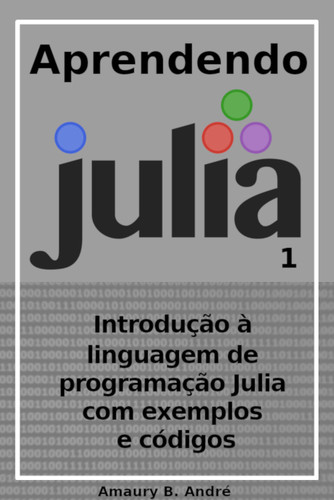 Aprendendo
julia
1
Introdução à
linguagem de
programação Julia
com exemplos
e códigos
Amaury B. André